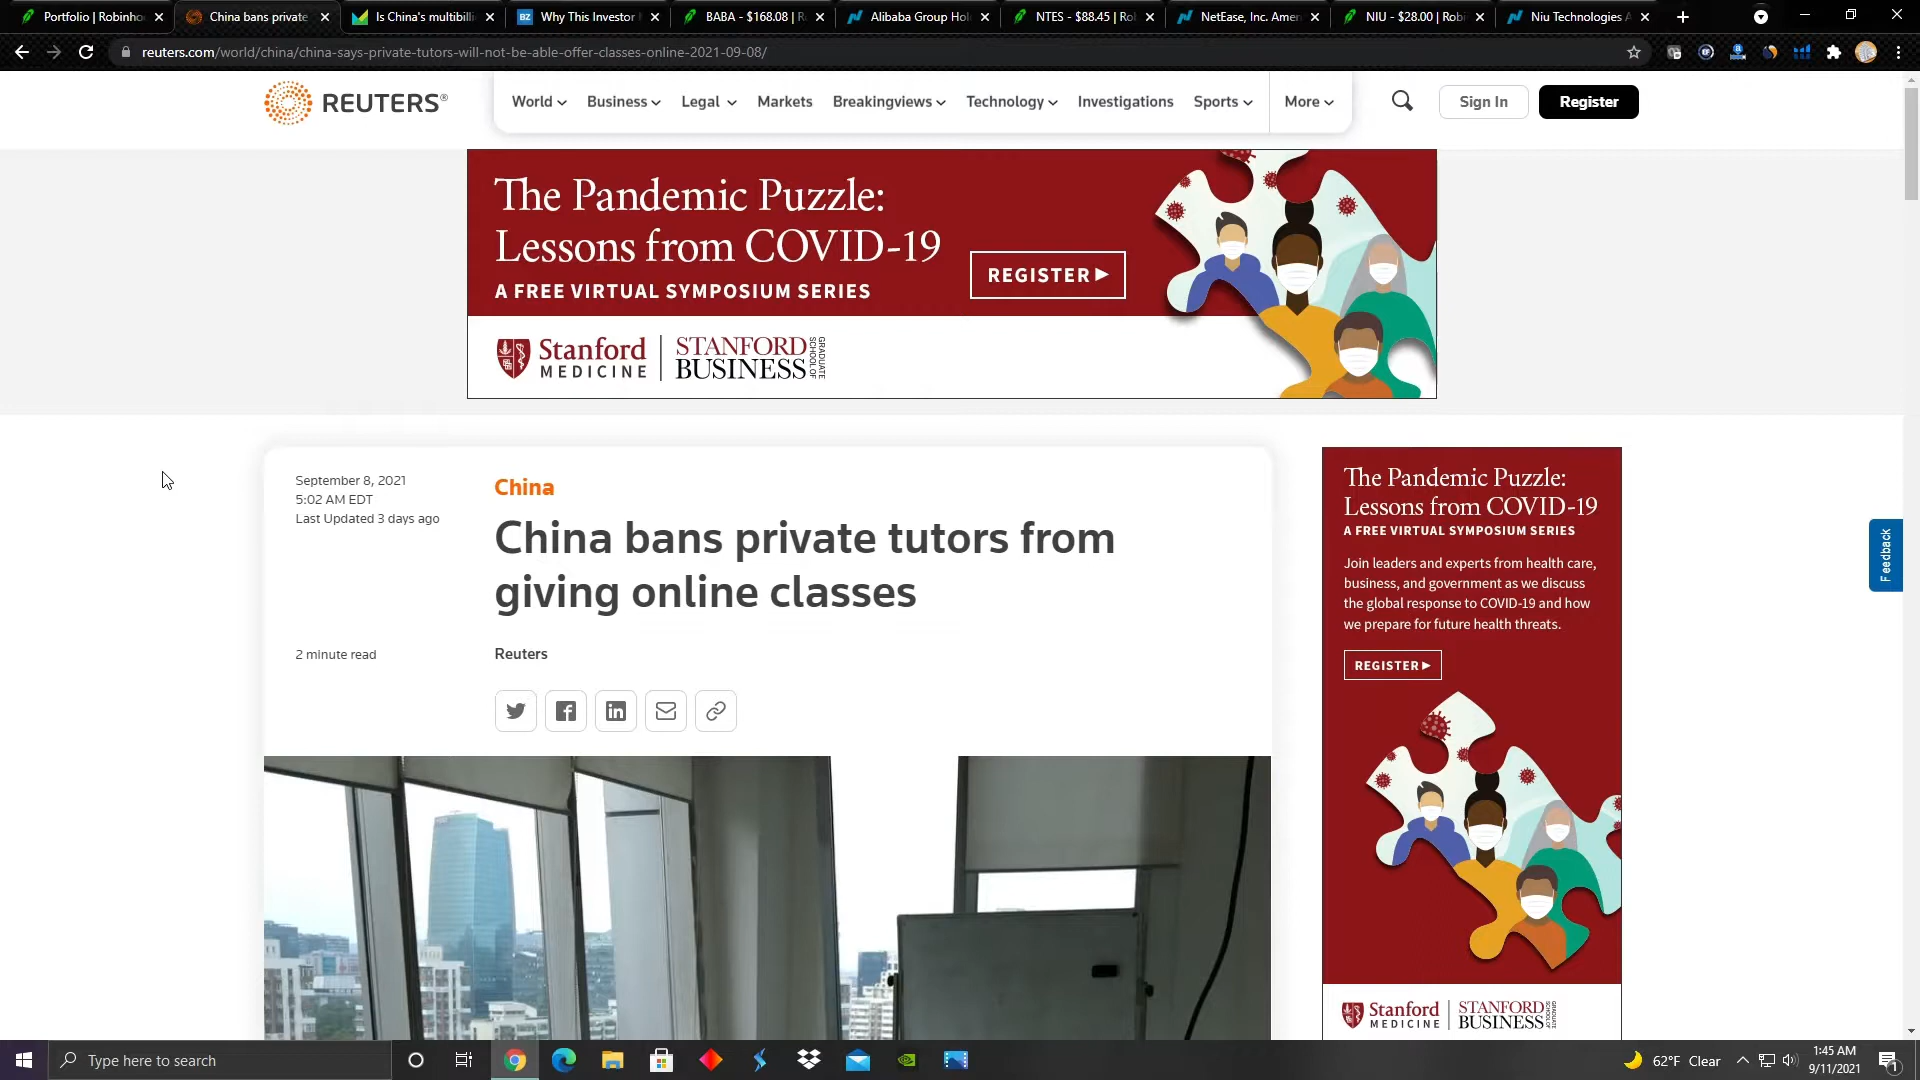 Portfolio | Robinho
China bans private
Is China's multibilli
Why This Investor
BABA - $168.08 | R
Alibaba Group Hol
NTES - $88.45 | Ro
NetEase, Inc. Amer
NIU - $28.00 | Robi
Niu Technologies A
reuters.com/world/china/china-says-private-tutors-will-not-be-able-offer-classes-online-2021-09-08/
REUTERS®
World
Business
Legal
Markets
Breakingviews
Technology
Investigations
Sports
More
Sign In
Register
The Pandemic Puzzle:
Lessons from COVID-19
A FREE VIRTUAL SYMPOSIUM SERIES
REGISTER
Stanford
MEDICINE
STANFORD
BUSINESS
GRADUATE
SCHOOL OF
September 8, 2021
5:02 AM EDT
Last Updated 3 days ago
China
China bans private tutors from
giving online classes
2 minute read
Reuters
The Pandemic Puzzle:
Lessons from COVID-19
A FREE VIRTUAL SYMPOSIUM SERIES
Join leaders and experts from health care,
business, and government as we discuss
the global response to COVID-19 and how
we prepare for future health threats.
REGISTER
Stanford
MEDICINE
STANFORD
BUSINESS
GRADUATE
SCHOOL OF
Feedback
Type here to search
62°F Clear
1:45 AM
9/11/2021